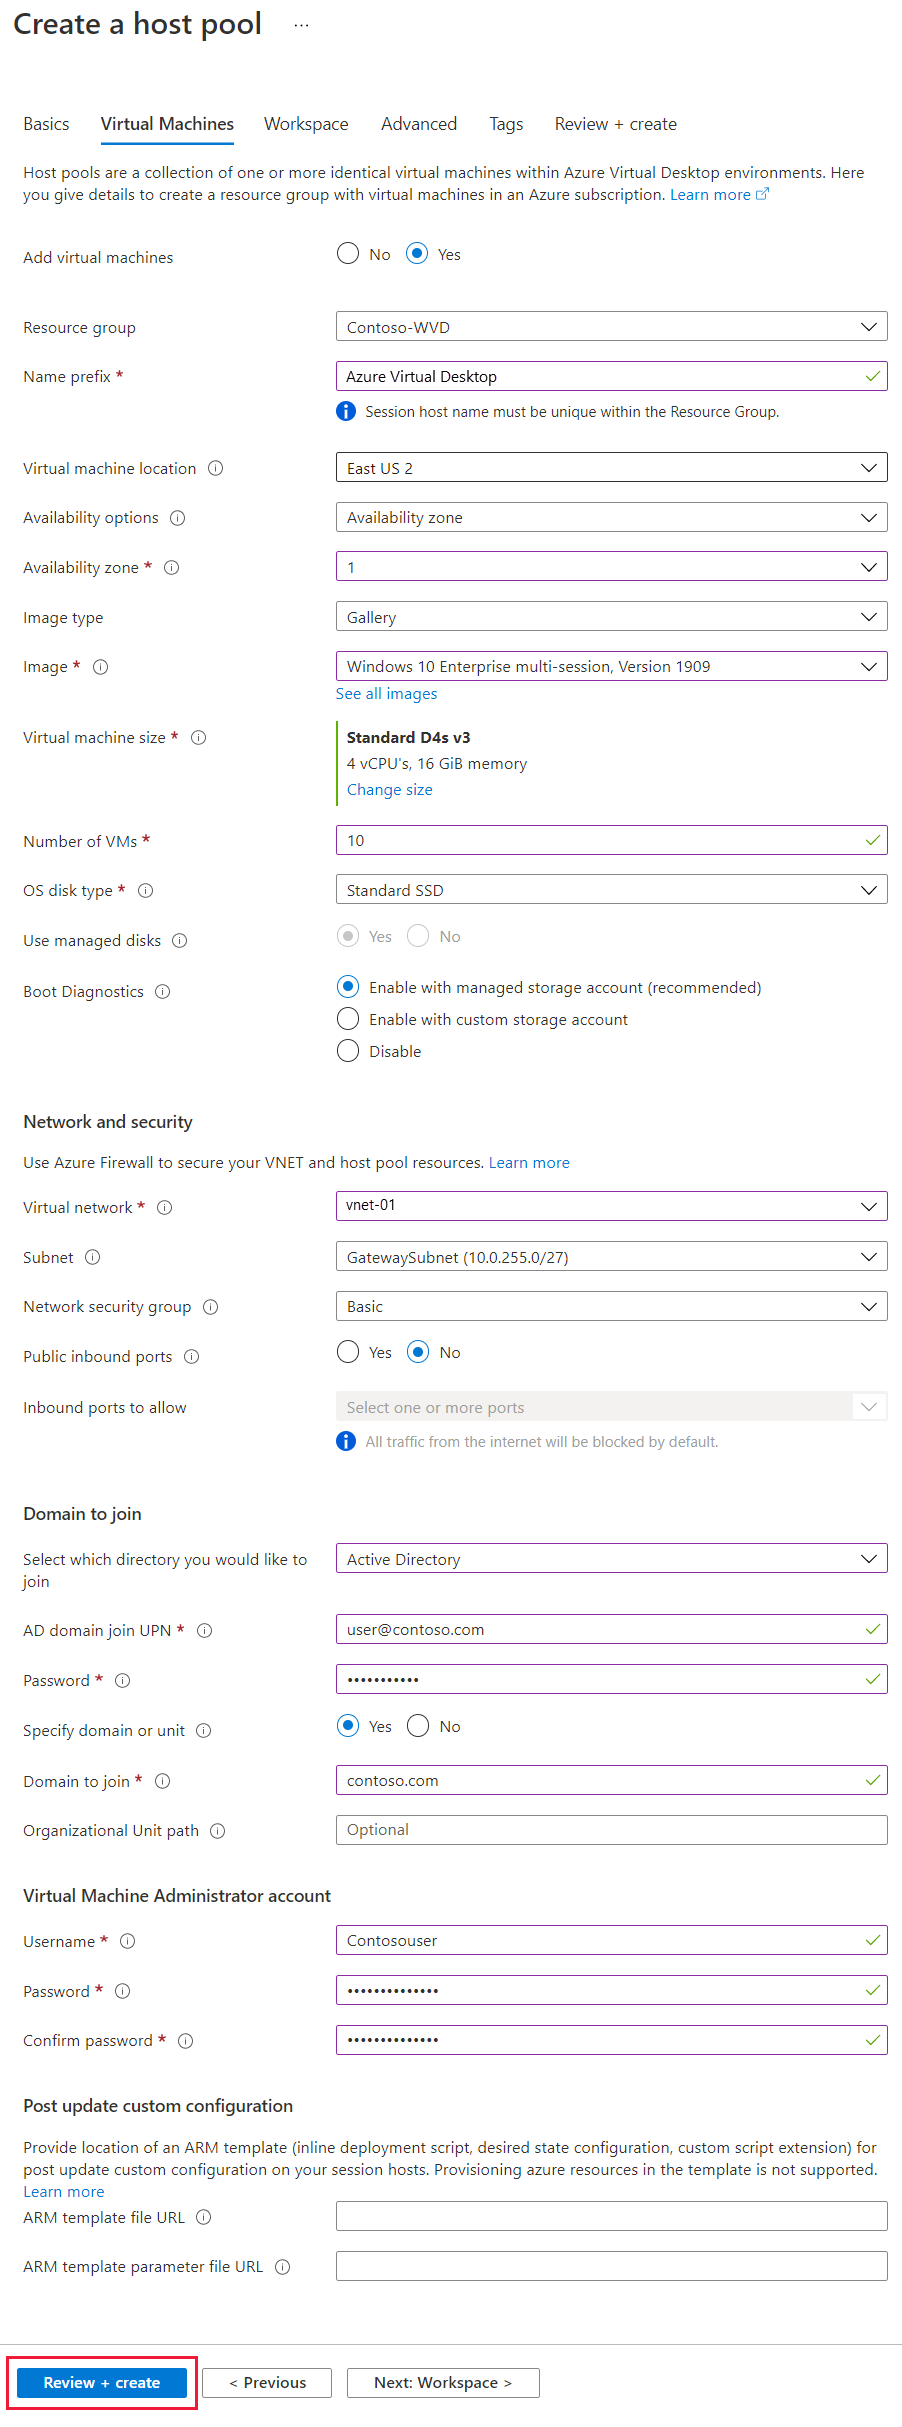 Create a host pool ...
Basics Virtual Machines Workspace Advanced Tags Review + create
Host pools are a collection of one or more identical virtual machines within Azure Virtual Desktop environments. Here
you give details to create a resource group with virtual machines in an Azure subscription. Learn more
Add virtual machines No Yes
Resource group Contoso-WVD
Name prefix * Azure Virtual Desktop
Session host name must be unique within the Resource Group.
Virtual machine location East US 2
Availability options Availability zone
Availability zone * 1
Image type Gallery
Image * Windows 10 Enterprise multi-session, Version 1909
See all images
Virtual machine size * Standard D4s v3
4 vCPU's, 16 GiB memory
Change size
Number of VMs * 10
OS disk type * Standard SSD
Use managed disks Yes No
Boot Diagnostics Enable with managed storage account (recommended)
Enable with custom storage account
Disable
Network and security
Use Azure Firewall to secure your VNET and host pool resources. Learn more
Virtual network * vnet-01
Subnet GatewaySubnet (10.0.255.0/27)
Network security group Basic
Public inbound ports Yes No
Inbound ports to allow Select one or more ports
All traffic from the internet will be blocked by default.
Domain to join
Select which directory you would like to Active Directory
join
AD domain join UPN * user@contoso.com
Password * •••••••••••
Specify domain or unit Yes No
Domain to join * contoso.com
Organizational Unit path Optional
Virtual Machine Administrator account
Username * Contosouser
Password * ••••••••••••••
Confirm password * ••••••••••••••
Post update custom configuration
Provide location of an ARM template (inline deployment script, desired state configuration, custom script extension) for
post update custom configuration on your session hosts. Provisioning azure resources in the template is not supported.
Learn more
ARM template file URL
ARM template parameter file URL
Review + create < Previous Next: Workspace >